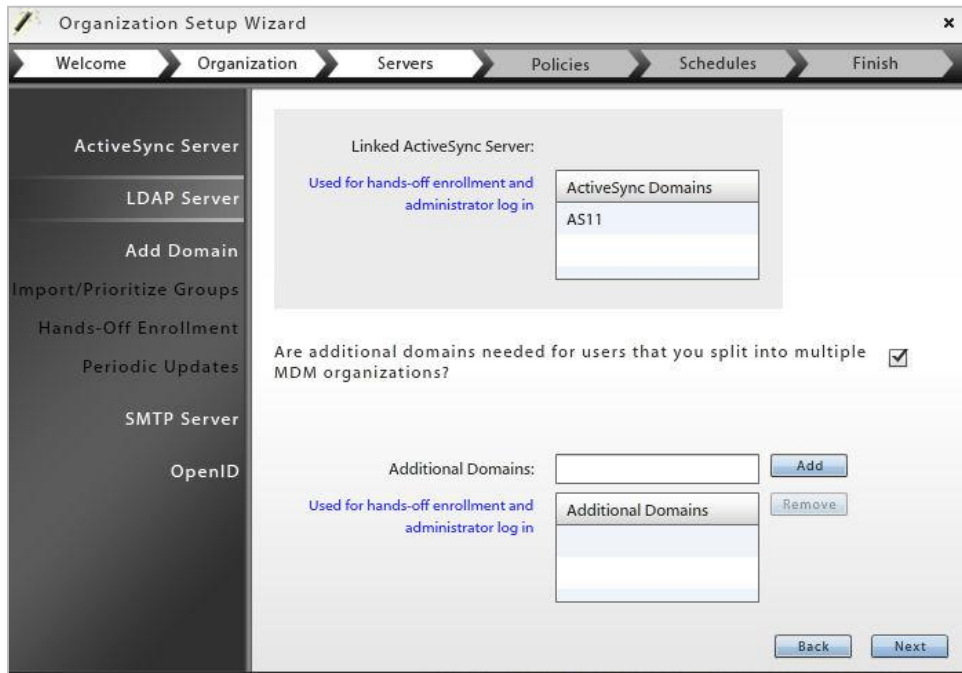 Organization Setup Wizard
Welcome
Organization
Servers
Policies
Schedules
Finish
ActiveSync Server
LDAP Server
Add Domain
Import/Prioritize Groups
Hands-Off Enrollment
Periodic Updates
SMTP Server
OpenID
Linked ActiveSync Server:
Used for hands-off enrollment and
administrator log in
ActiveSync Domains
AS11
Are additional domains needed for users that you split into multiple
MDM organizations?
Additional Domains:
Add
Used for hands-off enrollment and
administrator log in
Additional Domains
Remove
Back
Next